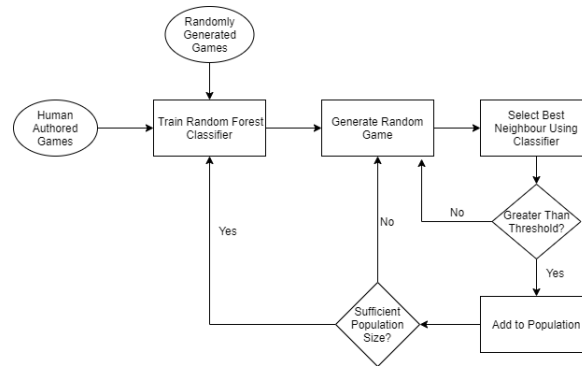 Randomly
Generated
Games
Human
Authored
Games
Train Random Forest
Classifier
Generate Random
Game
Select Best
Neighbour Using
Classifier
Greater Than
Threshold?
No
Yes
Add to Population
Sufficient
Population
Size?
No
Yes